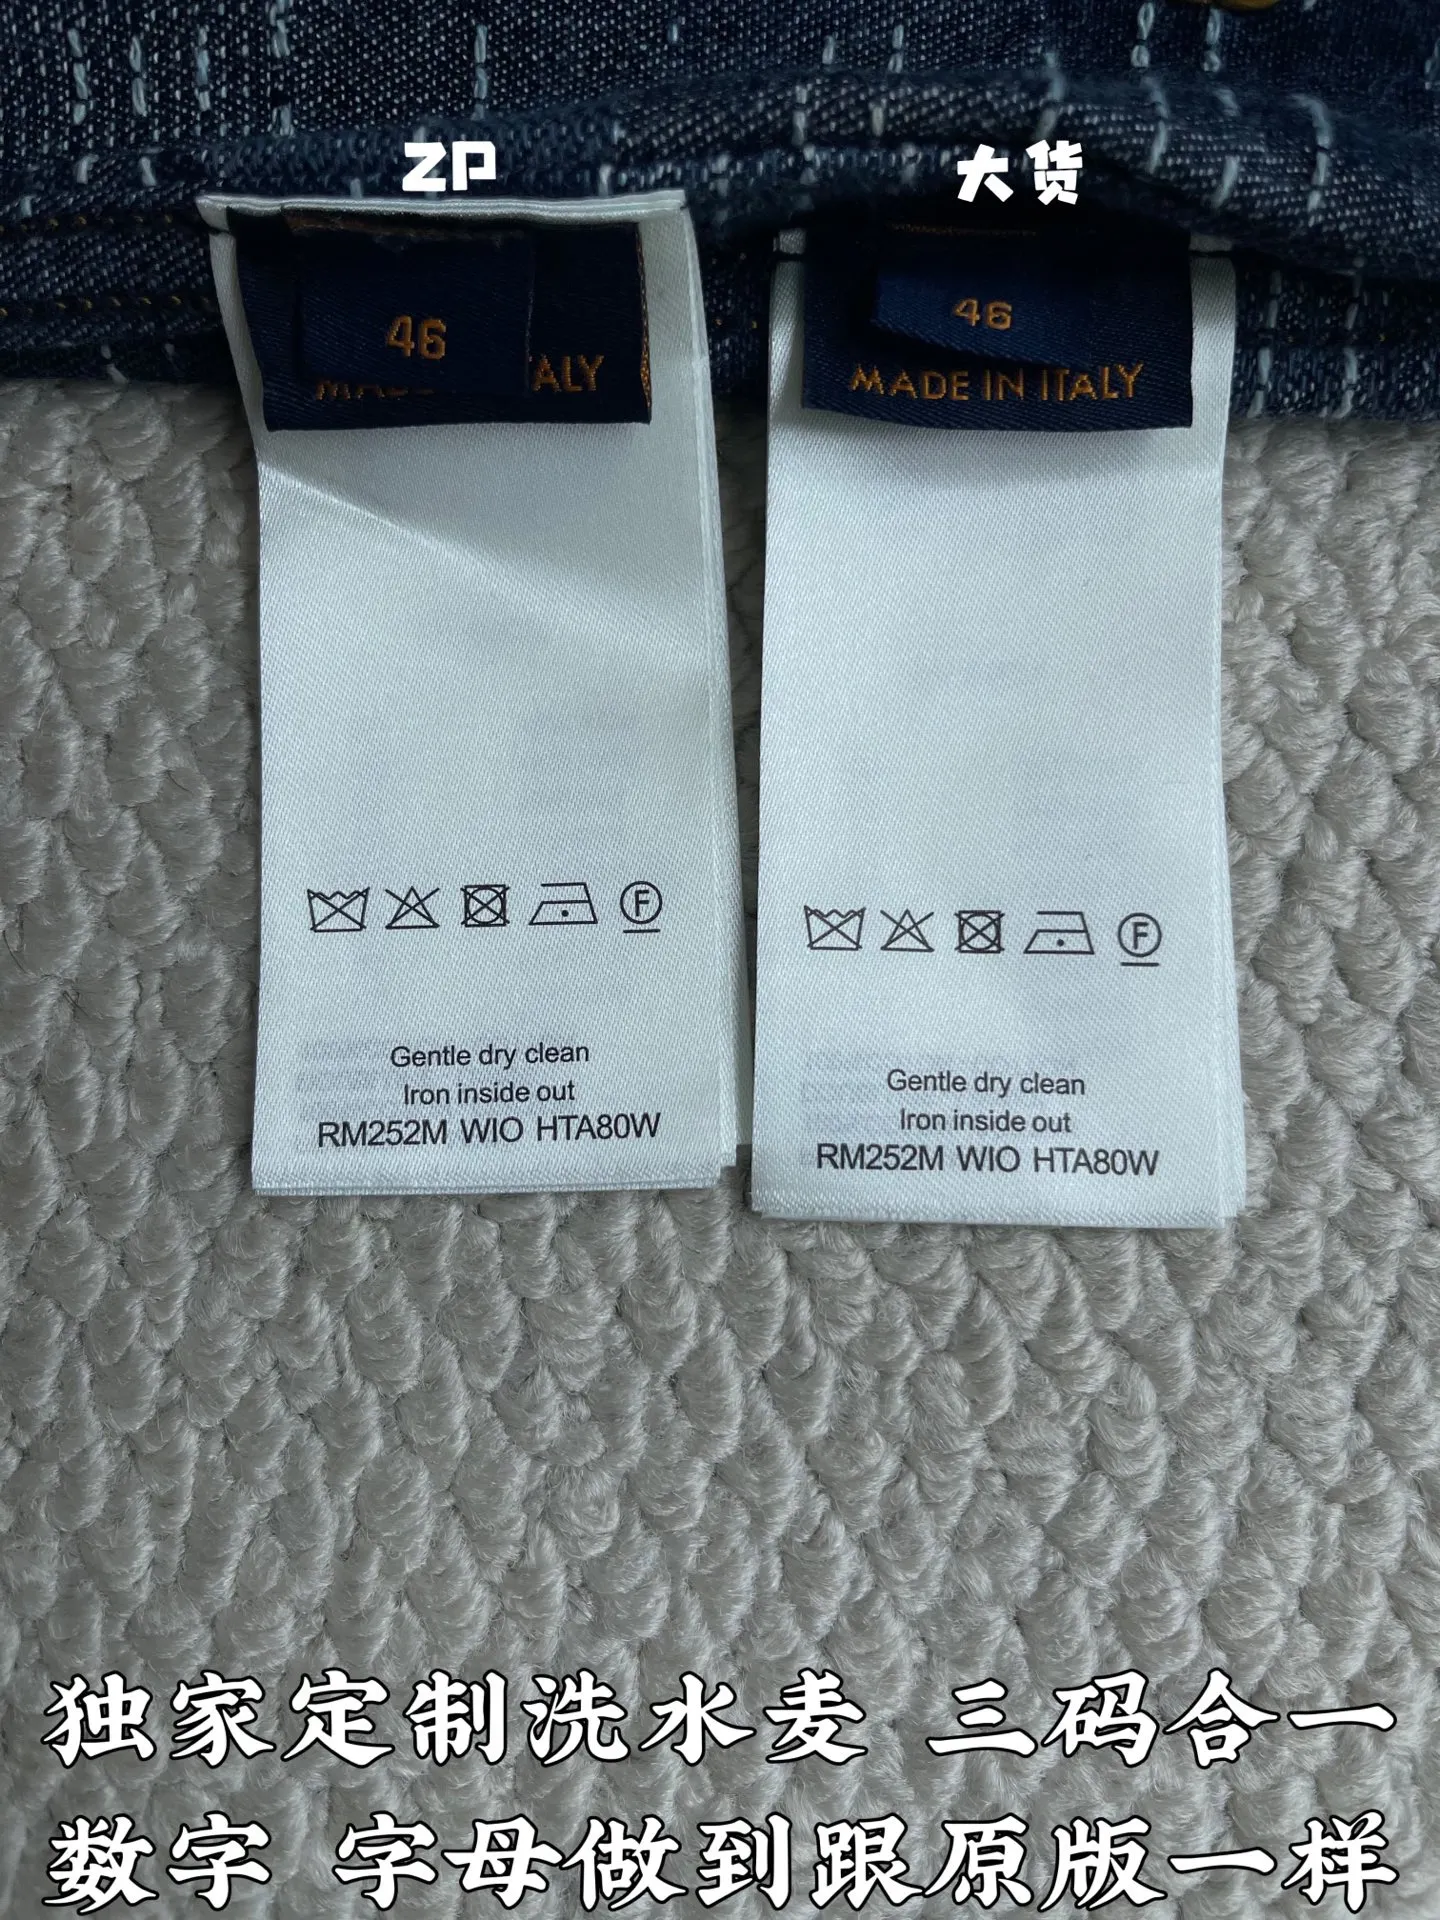 ZP
大货
46
ALY
46
MADE IN ITALY
F
Gentle dry clean
Iron inside out
RM252M WIO HTA80W
F
Gentle dry clean
Iron inside out
RM252M WIO HTA80W
独家定制洗水麦 三码合一
数字 字母做到跟原版一样